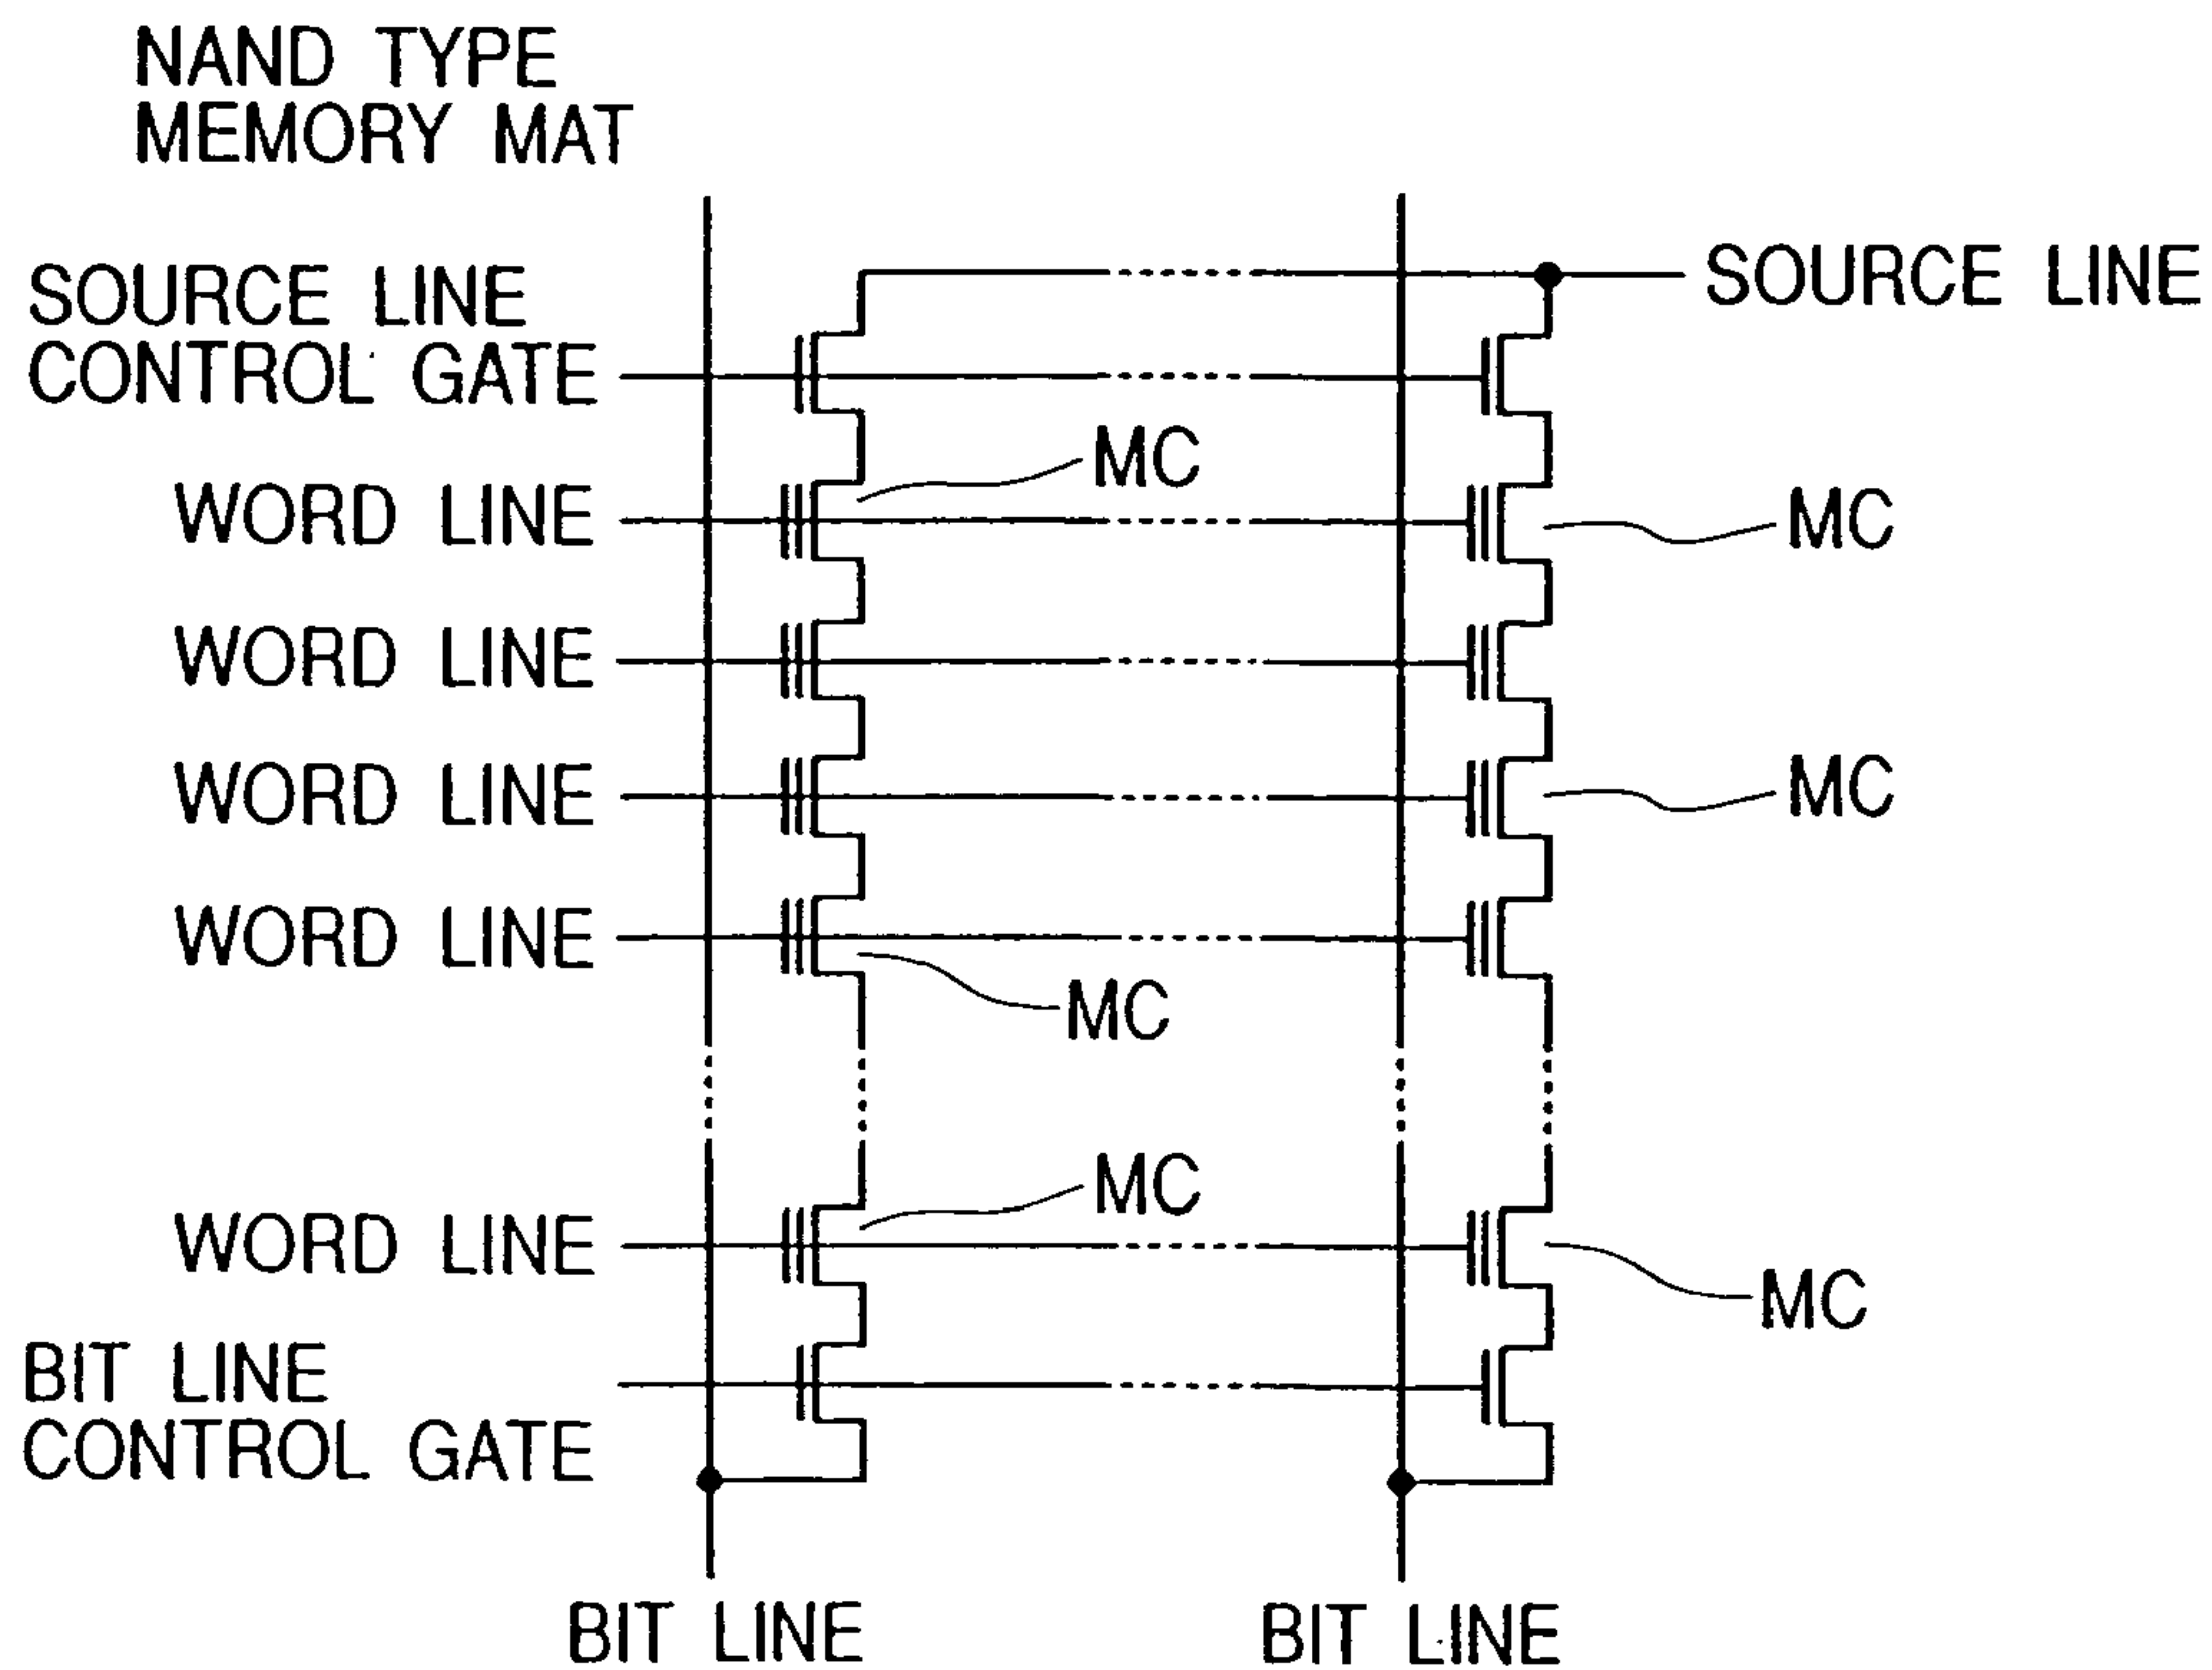 NAND TYPE
MEMORY MAT
SOURCE LINE
SOURCE LINE
CONTROL GATE
MC
WORD LINE
MC
WORD LINE
WORD LINE
MC
WORD LINE
MC
MC
WORD LINE
MC
BIT LINE
CONTROL GATE
BIT LINE
BIT LINE